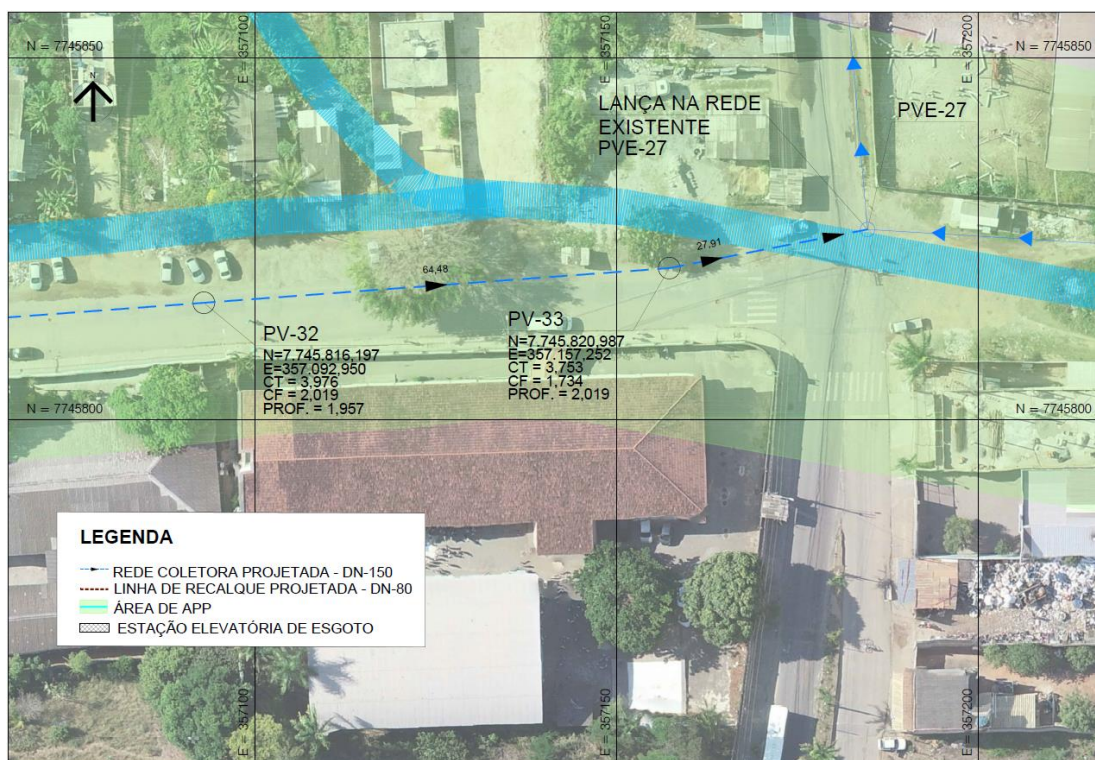 E = 357100
E = 357150
E = 357200
N = 7745850
N = 7745850
N
LANÇA NA REDE
EXISTENTE
PVE-27
PVE-27
27,91
64,48
PV-32
N=7.745.816,197
E=357.092,950
CT = 3,976
CF = 2,019
PROF. = 1,957
PV-33
N=7.745.820,987
E=357.157,252
CT = 3,753
CF = 1,734
PROF. = 2,019
N = 7745800
N = 7745800
LEGENDA
REDE COLETORA PROJETADA - DN-150
LINHA DE RECALQUE PROJETADA - DN-80
ÁREA DE APP
ESTAÇÃO ELEVATÓRIA DE ESGOTO
E = 357100
E = 357150
E = 357200